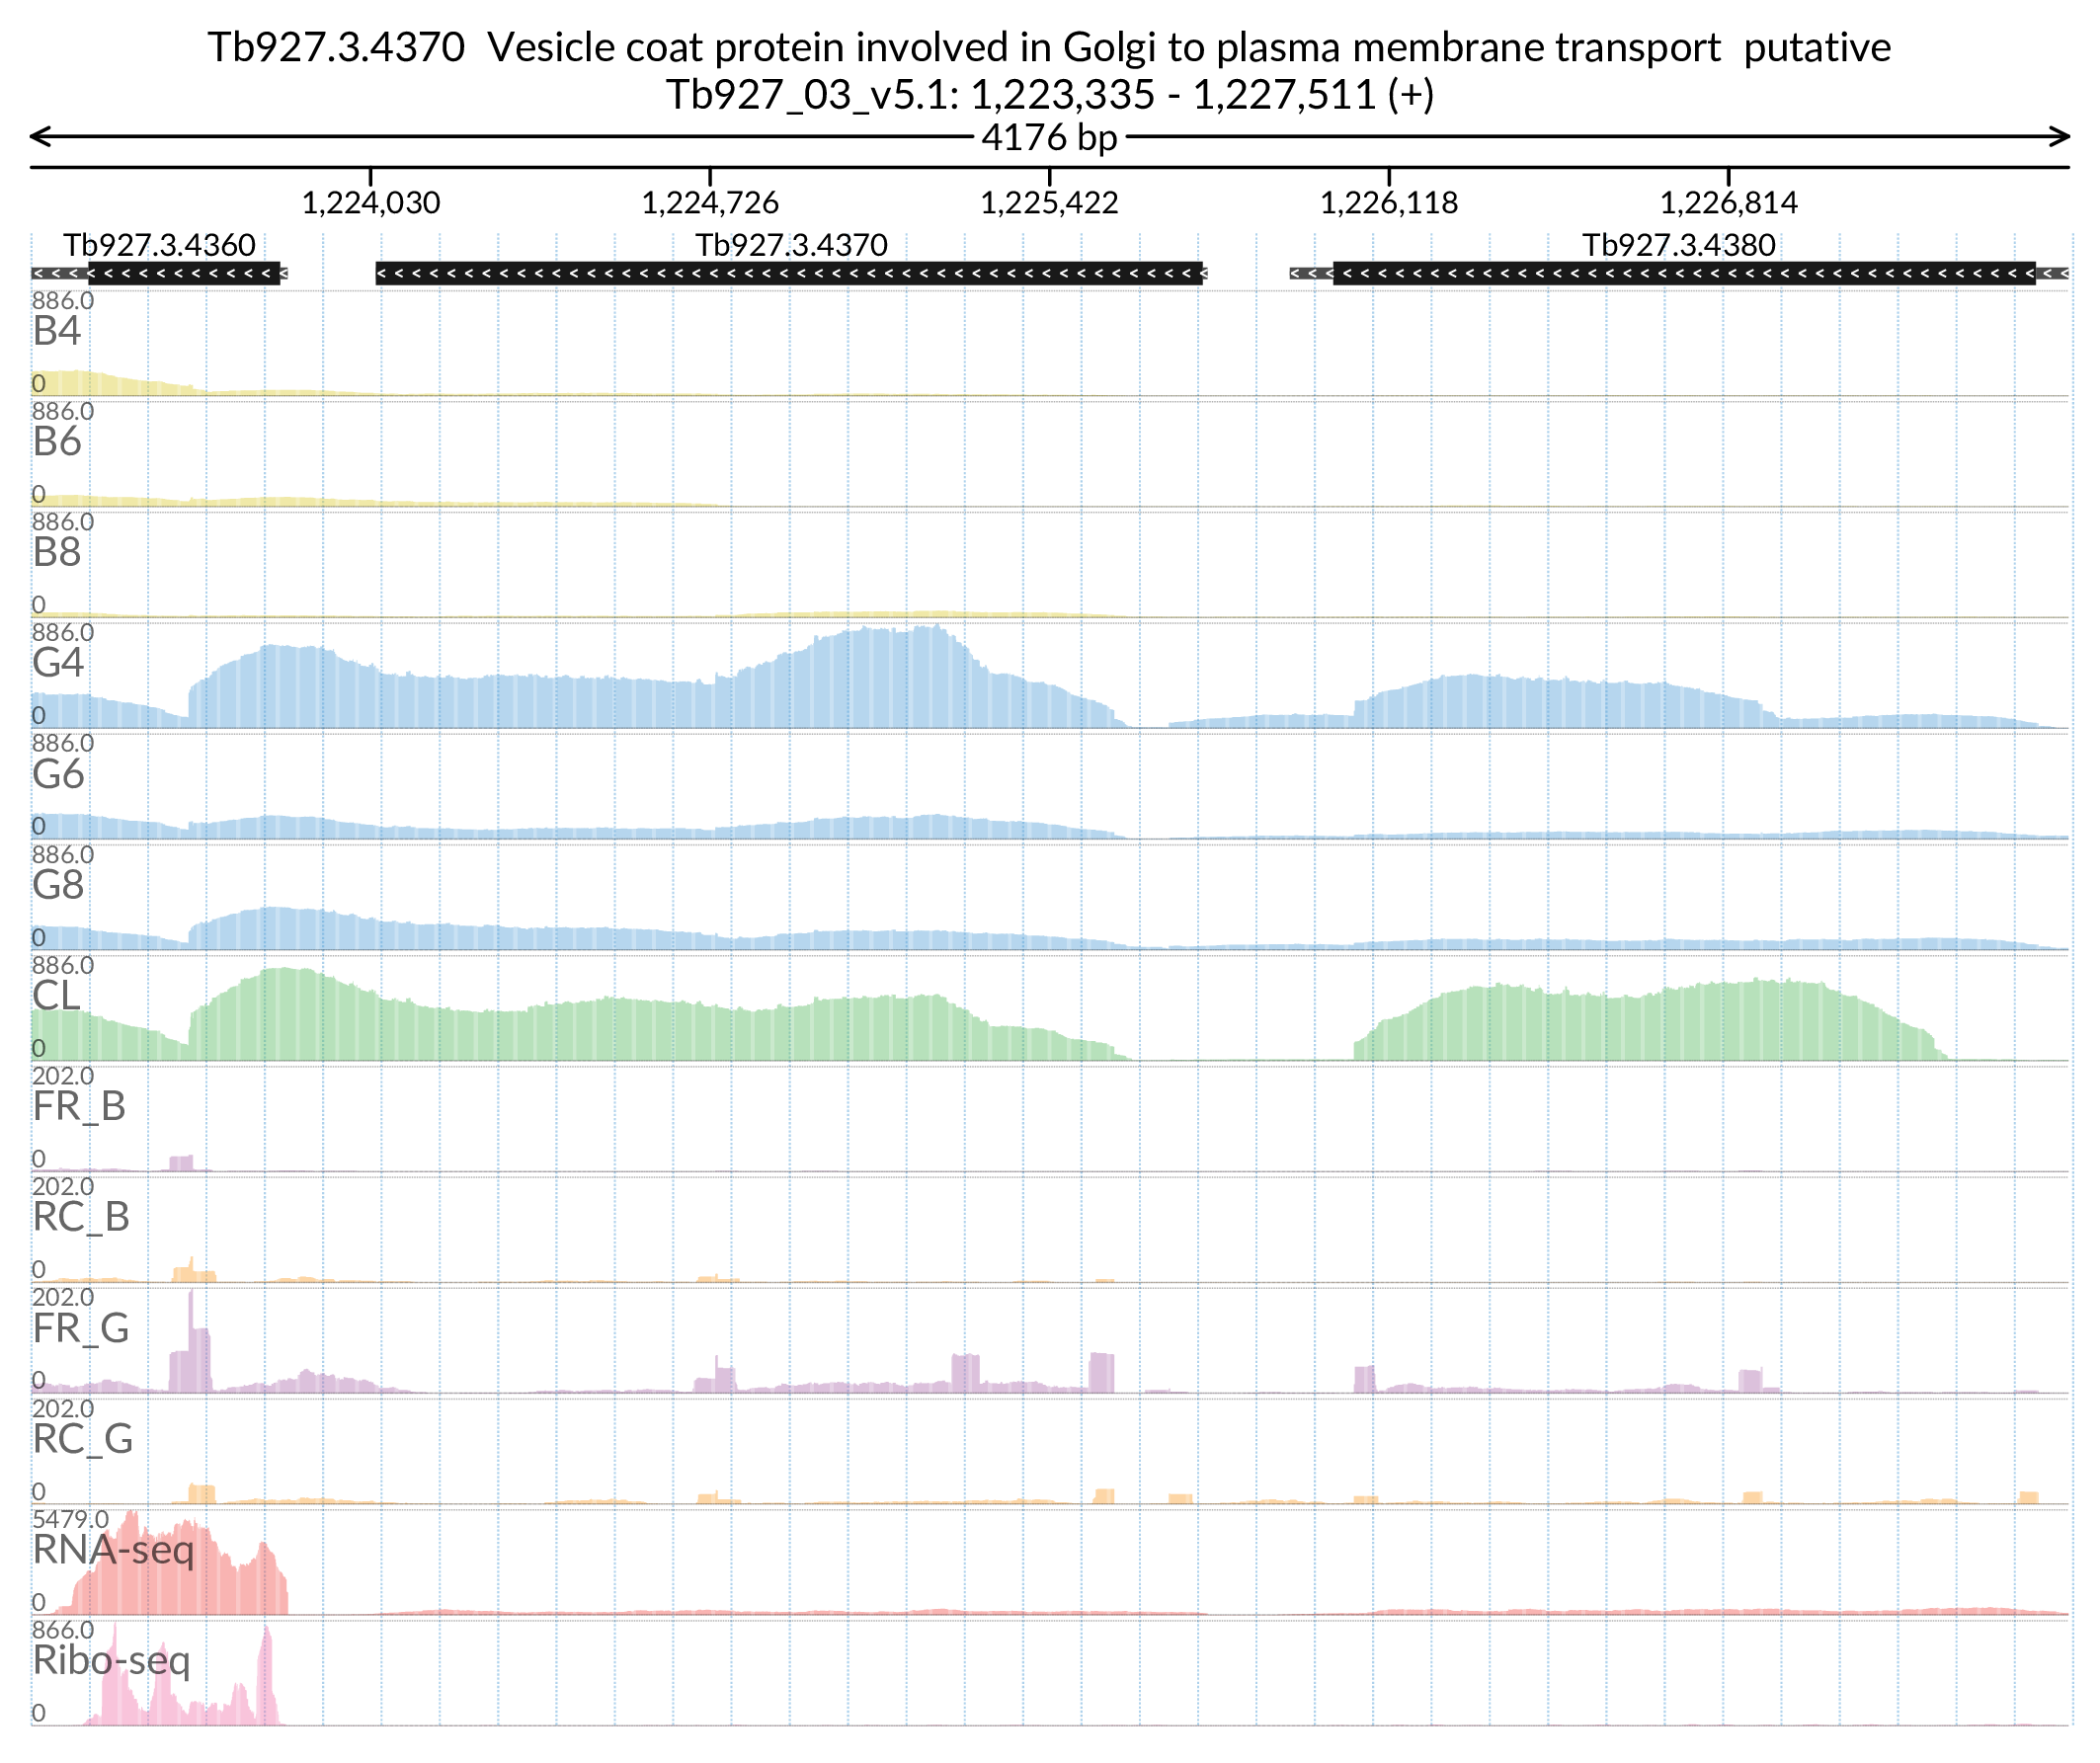 Tb927.3.4370  Vesicle coat protein involved in Golgi to plasma membrane transport  putative
Tb927_03_v5.1: 1,223,335 - 1,227,511 (+)
4176 bp
1,224,030 1,224,726 1,225,422 1,226,118 1,226,814
Tb927.3.4360 Tb927.3.4370 Tb927.3.4380
886.0
B4
0
886.0
B6
0
886.0
B8
0
886.0
G4
0
886.0
G6
0
886.0
G8
0
886.0
CL
0
202.0
FR_B
0
202.0
RC_B
0
202.0
FR_G
0
202.0
RC_G
0
5479.0
RNA-seq
0
866.0
Ribo-seq
0